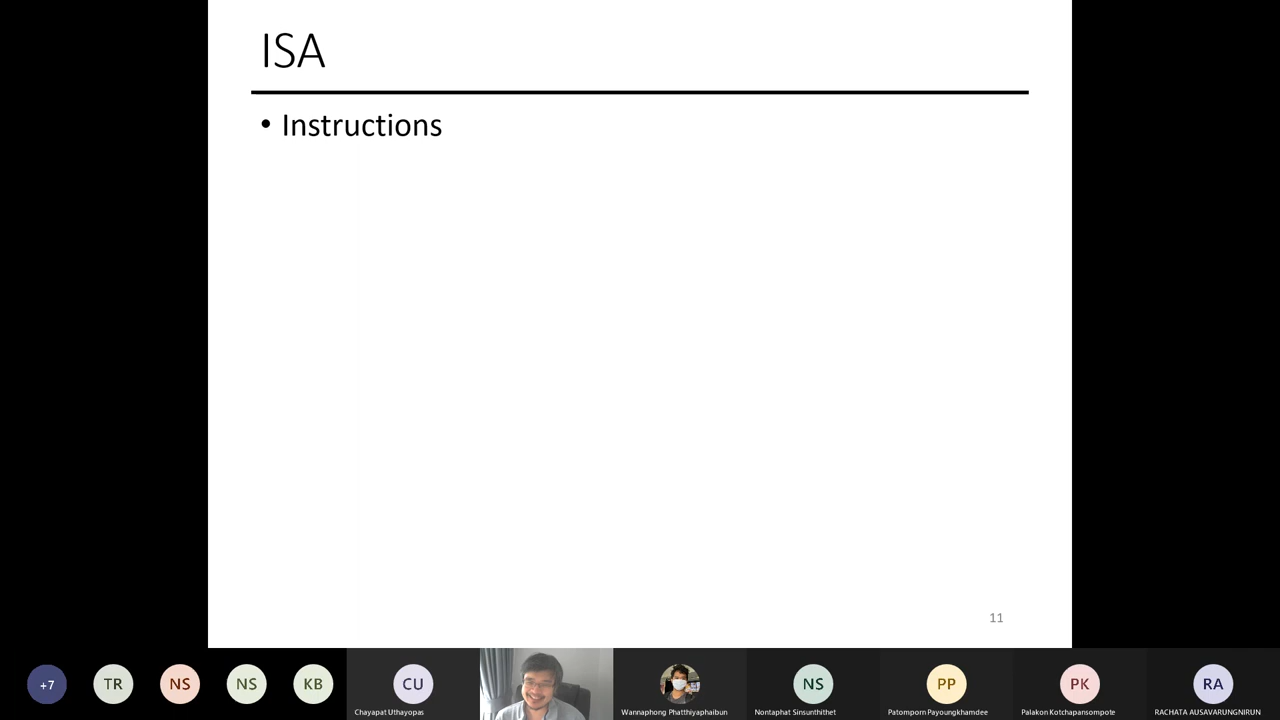 ISA
• Instructions
11
+7
TR
NS
NS
KB
CU
NS
PP
PK
RA
Chayapat Uthayopas
Wannaphong Phatthiyaphaibun
Nontaphat Sinsunthithet
Patomporn Payoungkhamdee
Palakon Kotchapansompote
RACHATA AUSAVARUNGNIRUN